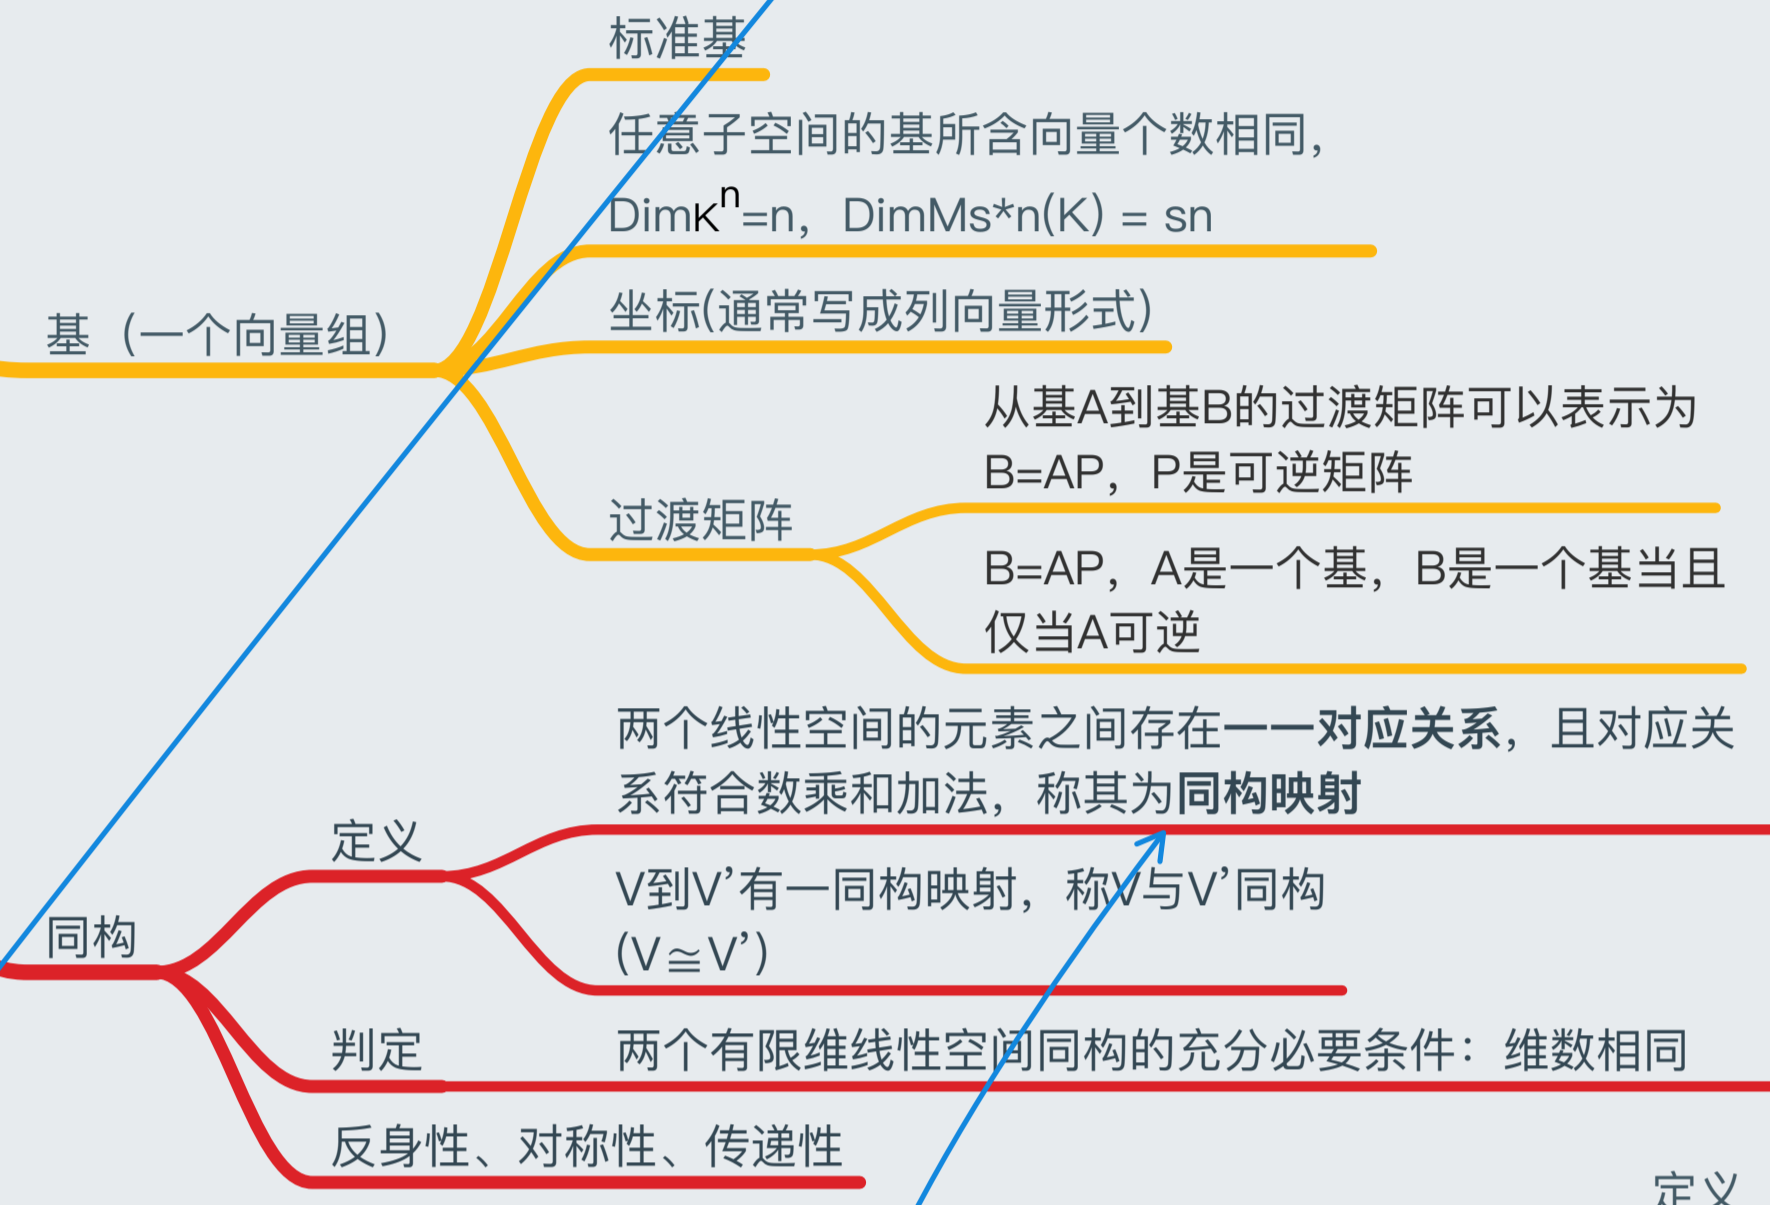 标准基
任意子空间的基所含向量个数相同，
DimKⁿ=n，DimMs*n(K) = sn
基（一个向量组）
坐标(通常写成列向量形式)
从基A到基B的过渡矩阵可以表示为
B=AP，P是可逆矩阵
过渡矩阵
B=AP，A是一个基，B是一个基当且
仅当A可逆
两个线性空间的元素之间存在一一对应关系，且对应关
系符合数乘和加法，称其为同构映射
定义
V到V’有一同构映射，称V与V’同构
(V≅V’)
同构
判定
两个有限维线性空间同构的充分必要条件：维数相同
反身性、对称性、传递性
定义